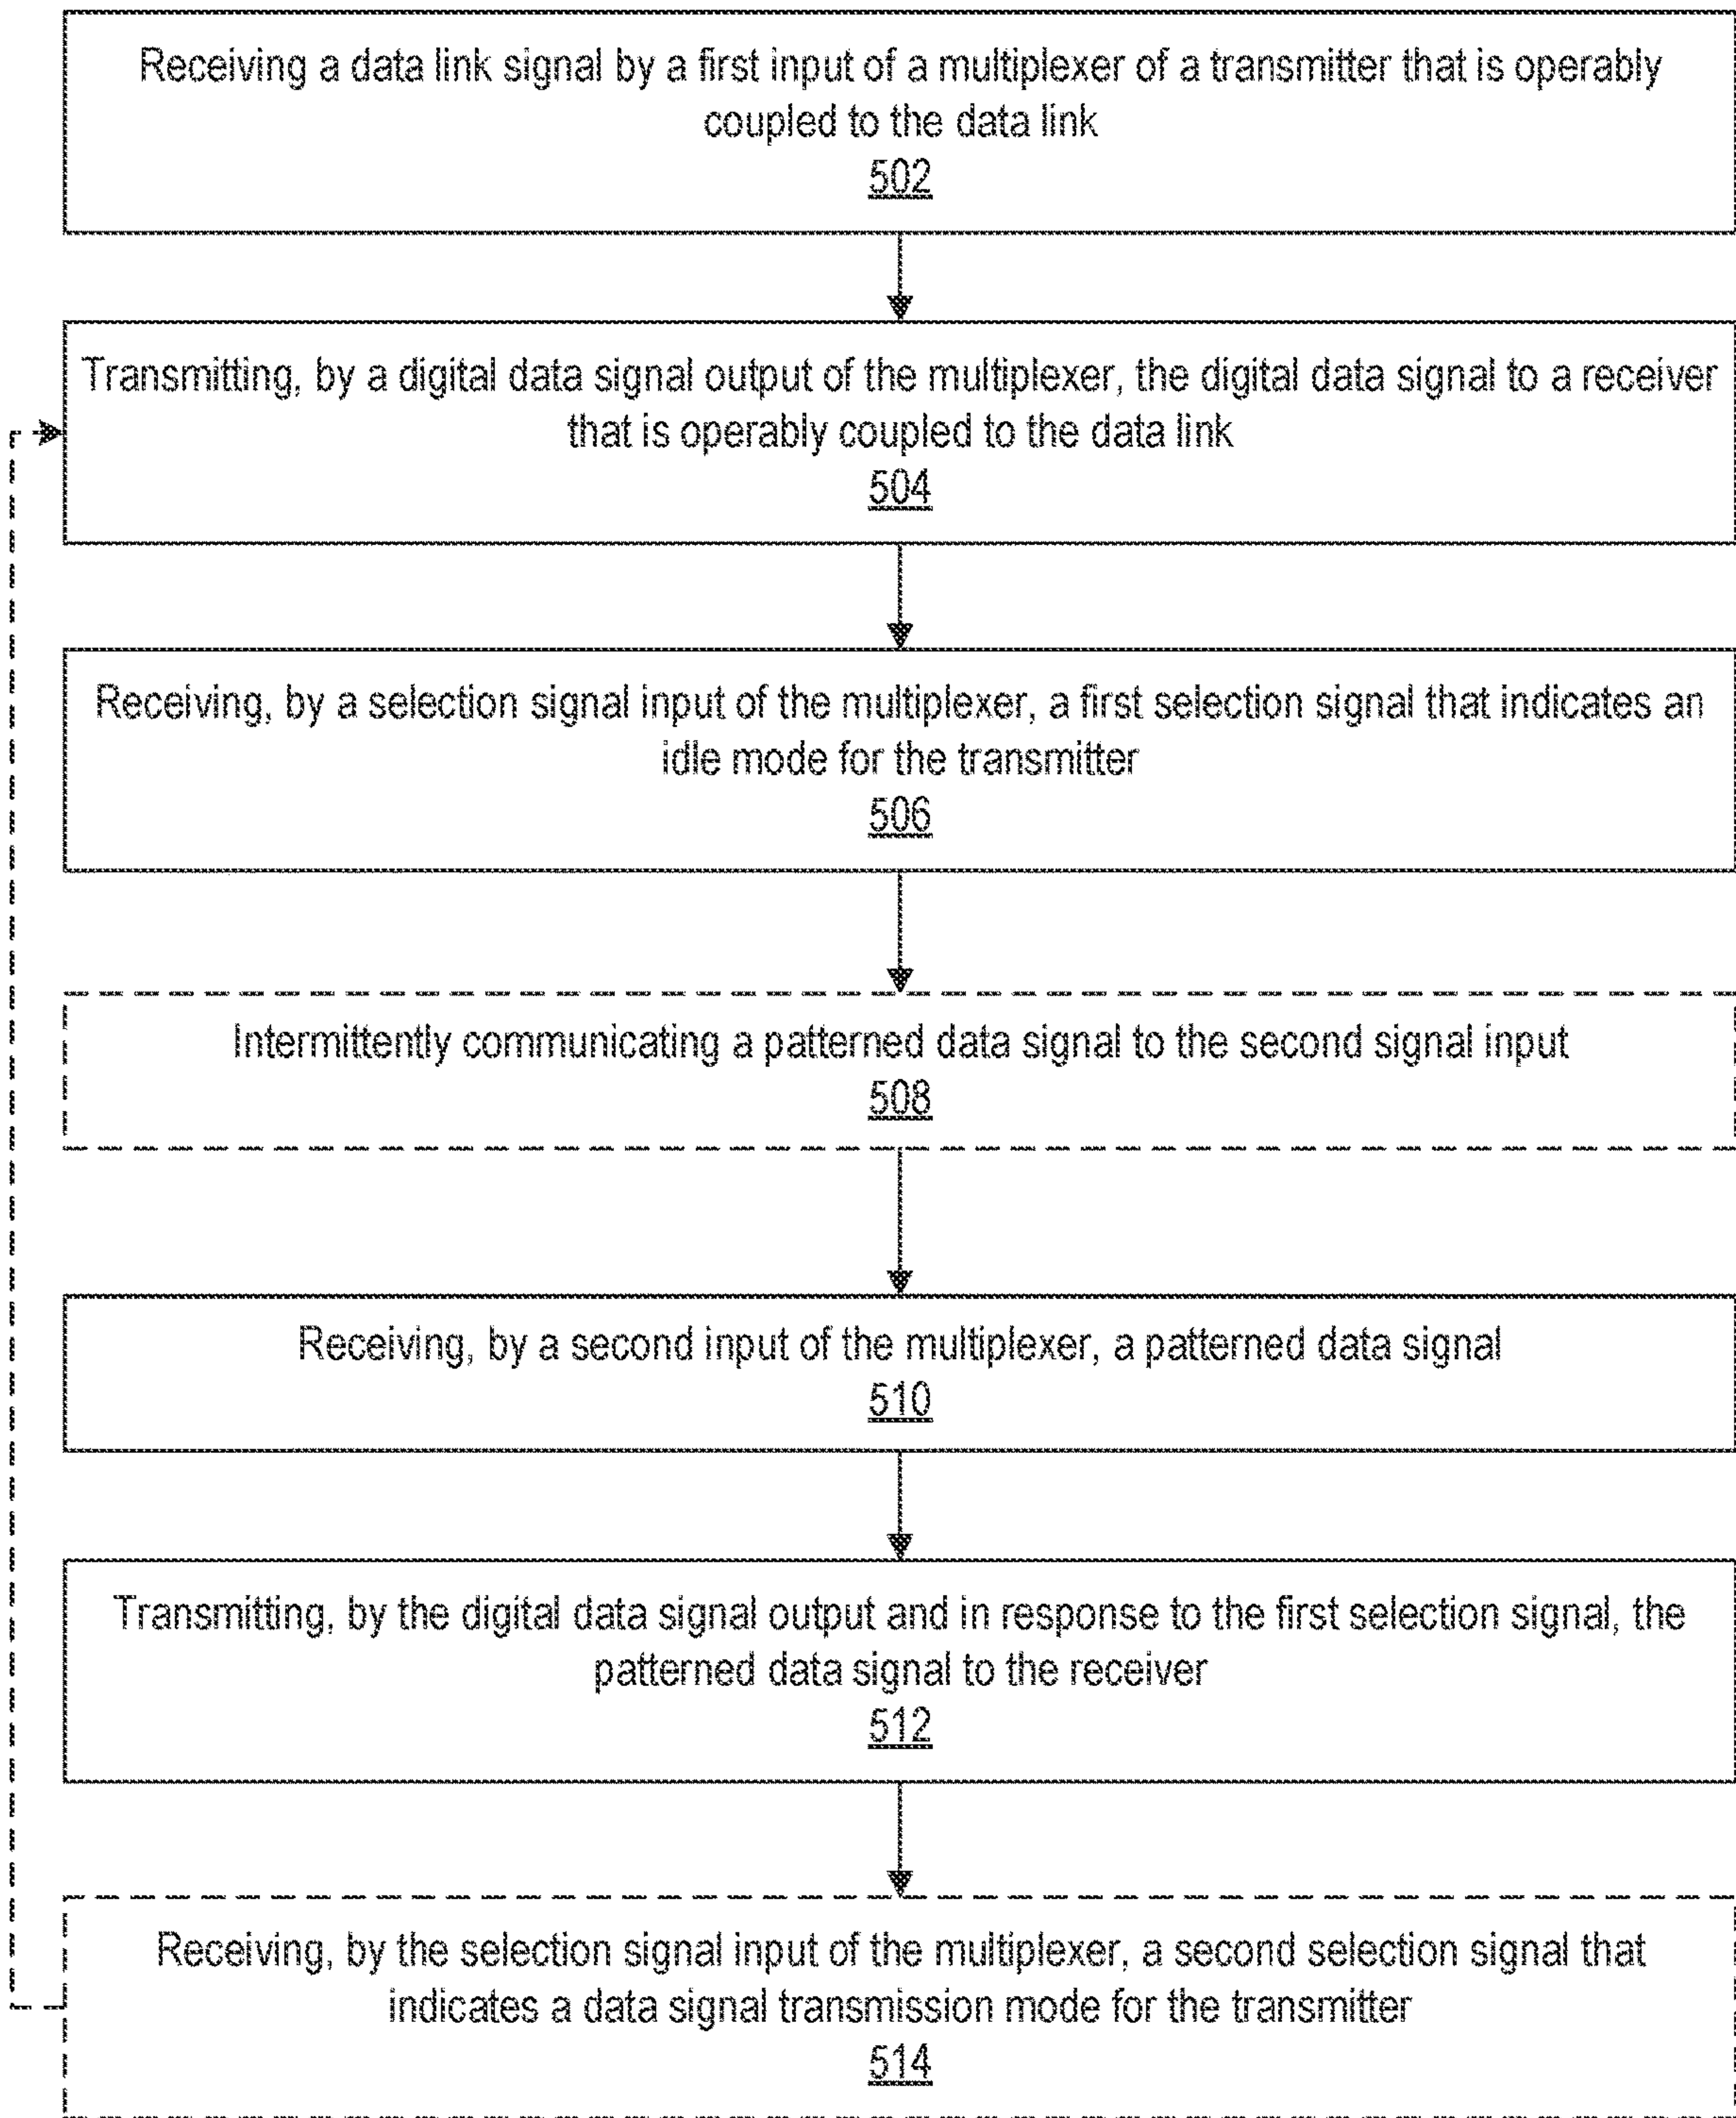 Receiving a data link signal by a first input of a multiplexer of a transmitter that is operably
coupled to the data link
502
Transmitting, by a digital data signal output of the multiplexer, the digital data signal to a receiver
that is operably coupled to the data link
504
Receiving, by a selection signal input of the multiplexer, a first selection signal that indicates an
idle mode for the transmitter
506
Intermittently communicating a patterned data signal to the second signal input
508
Receiving, by a second input of the multiplexer, a patterned data signal
510
Transmitting, by the digital data signal output and in response to the first selection signal, the
patterned data signal to the receiver
512
Receiving, by the selection signal input of the multiplexer, a second selection signal that
indicates a data signal transmission mode for the transmitter
514